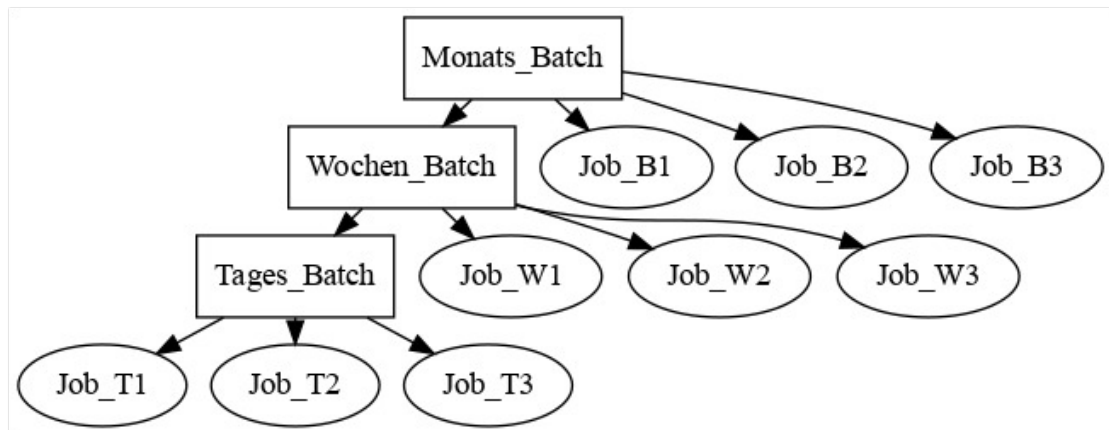 Monats_Batch
Wochen_Batch
Job_B1
Job_B2
Job_B3
Tages_Batch
Job_W1
Job_W2
Job_W3
Job_T1
Job_T2
Job_T3